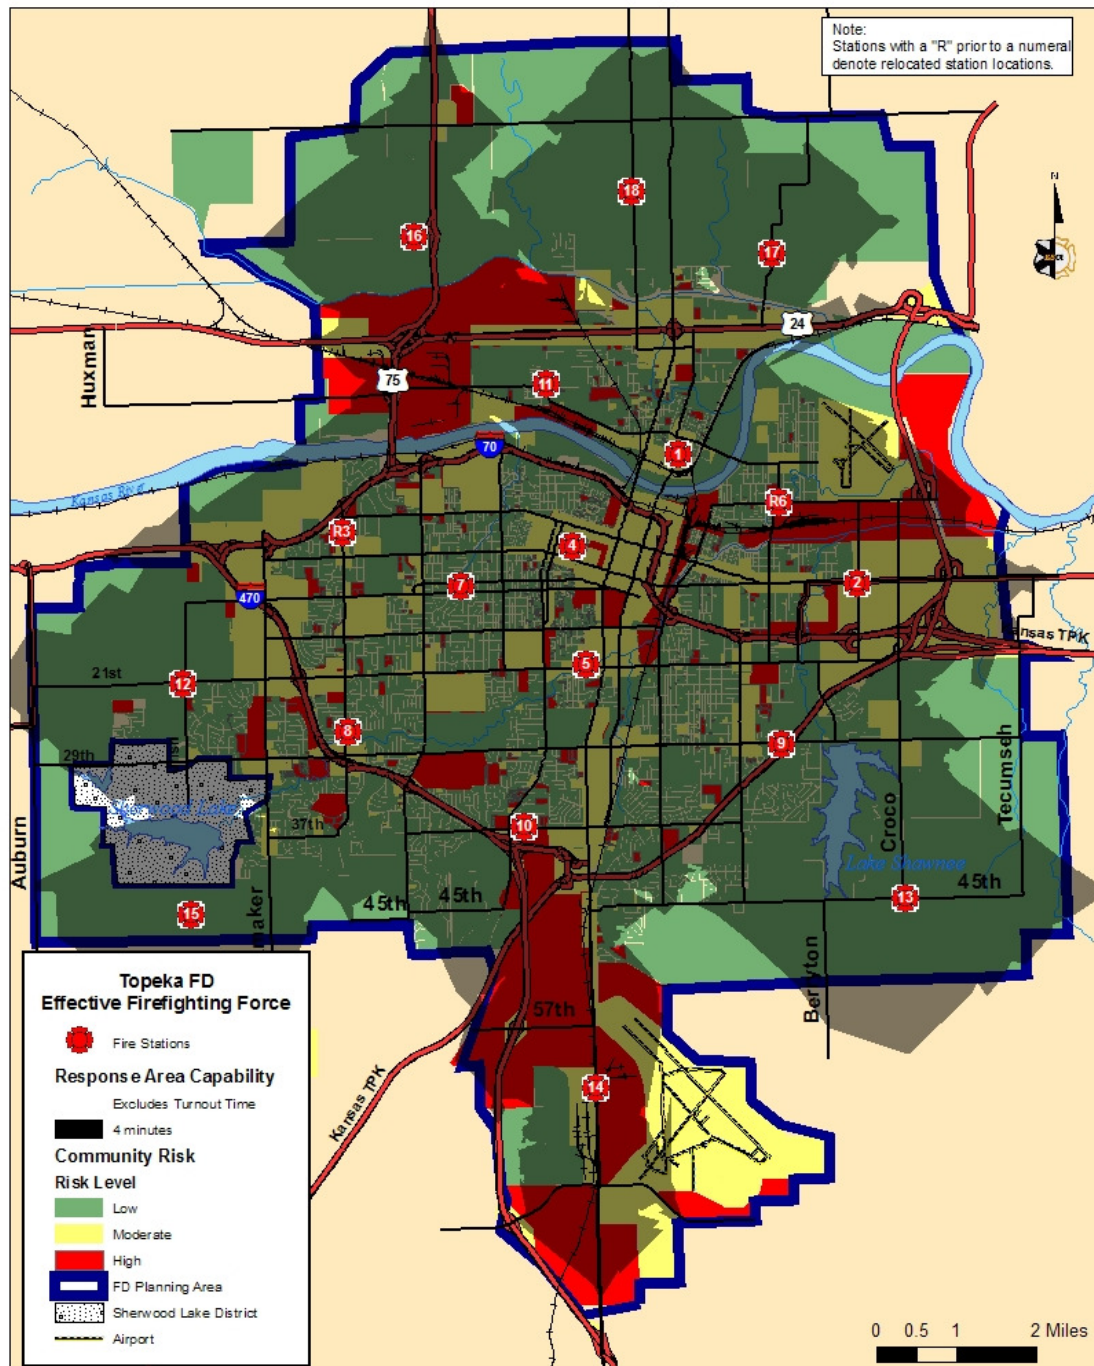 Note:
Stations with a "R" prior to a numeral
denote relocated station locations.
N
18
16
17
24
Huxman
75
11
70
1
Kansas River
R6
R3
4
7
2
470
Kansas TPK
21st
12
5
8
9
29th
Tecumseh
Croco
37th
10
Auburn
Lake Shawnee
45th
45th
45th
13
15
maker
Berryton
57th
14
Kansas TPK
Topeka FD
Effective Firefighting Force
Fire Stations
Response Area Capability
Excludes Turnout Time
4 minutes
Community Risk
Risk Level
Low
Moderate
High
FD Planning Area
Sherwood Lake District
Airport
0 0.5 1 2 Miles